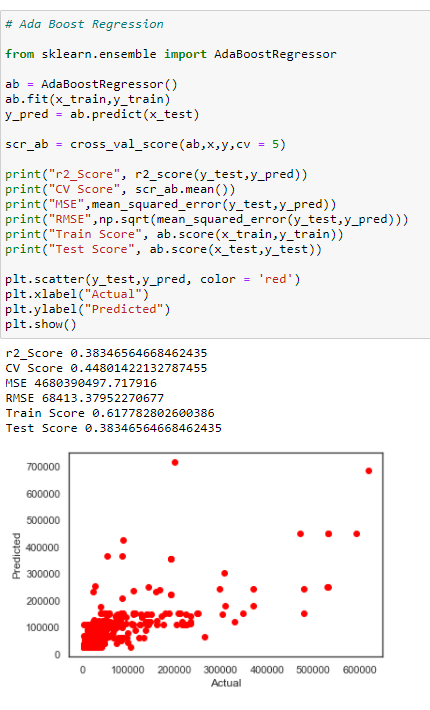 # Ada Boost Regression
from sklearn.ensemble import AdaBoostRegressor
ab = AdaBoostRegressor()
ab.fit(x_train,y_train)
y_pred = ab.predict(x_test)
scr_ab = cross_val_score(ab,x,y,cv = 5)
print("r2_Score", r2_score(y_test,y_pred))
print("CV Score", scr_ab.mean())
print("MSE",mean_squared_error(y_test,y_pred))
print("RMSE",np.sqrt(mean_squared_error(y_test,y_pred)))
print("Train Score", ab.score(x_train,y_train))
print("Test Score", ab.score(x_test,y_test))
plt.scatter(y_test,y_pred, color = 'red')
plt.xlabel("Actual")
plt.ylabel("Predicted")
plt.show()
r2_Score 0.38346564668462435
CV Score 0.44801422132787455
MSE 4680390497.717916
RMSE 68413.37952270677
Train Score 0.617782802600386
Test Score 0.38346564668462435
700000
600000
500000
400000
300000
200000
100000
0
Predicted
0 100000 200000 300000 400000 500000 600000
Actual